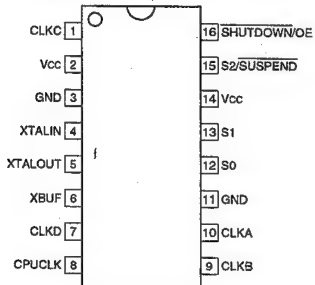 CLKC 1
Vcc 2
GND 3
XTALIN 4
XTALOUT 5
XBUF 6
CLKD 7
CPUCLK 8
16 SHUTDOWN/OE
15 S2/SUSPEND
14 Vcc
13 S1
12 S0
11 GND
10 CLKA
9 CLKB